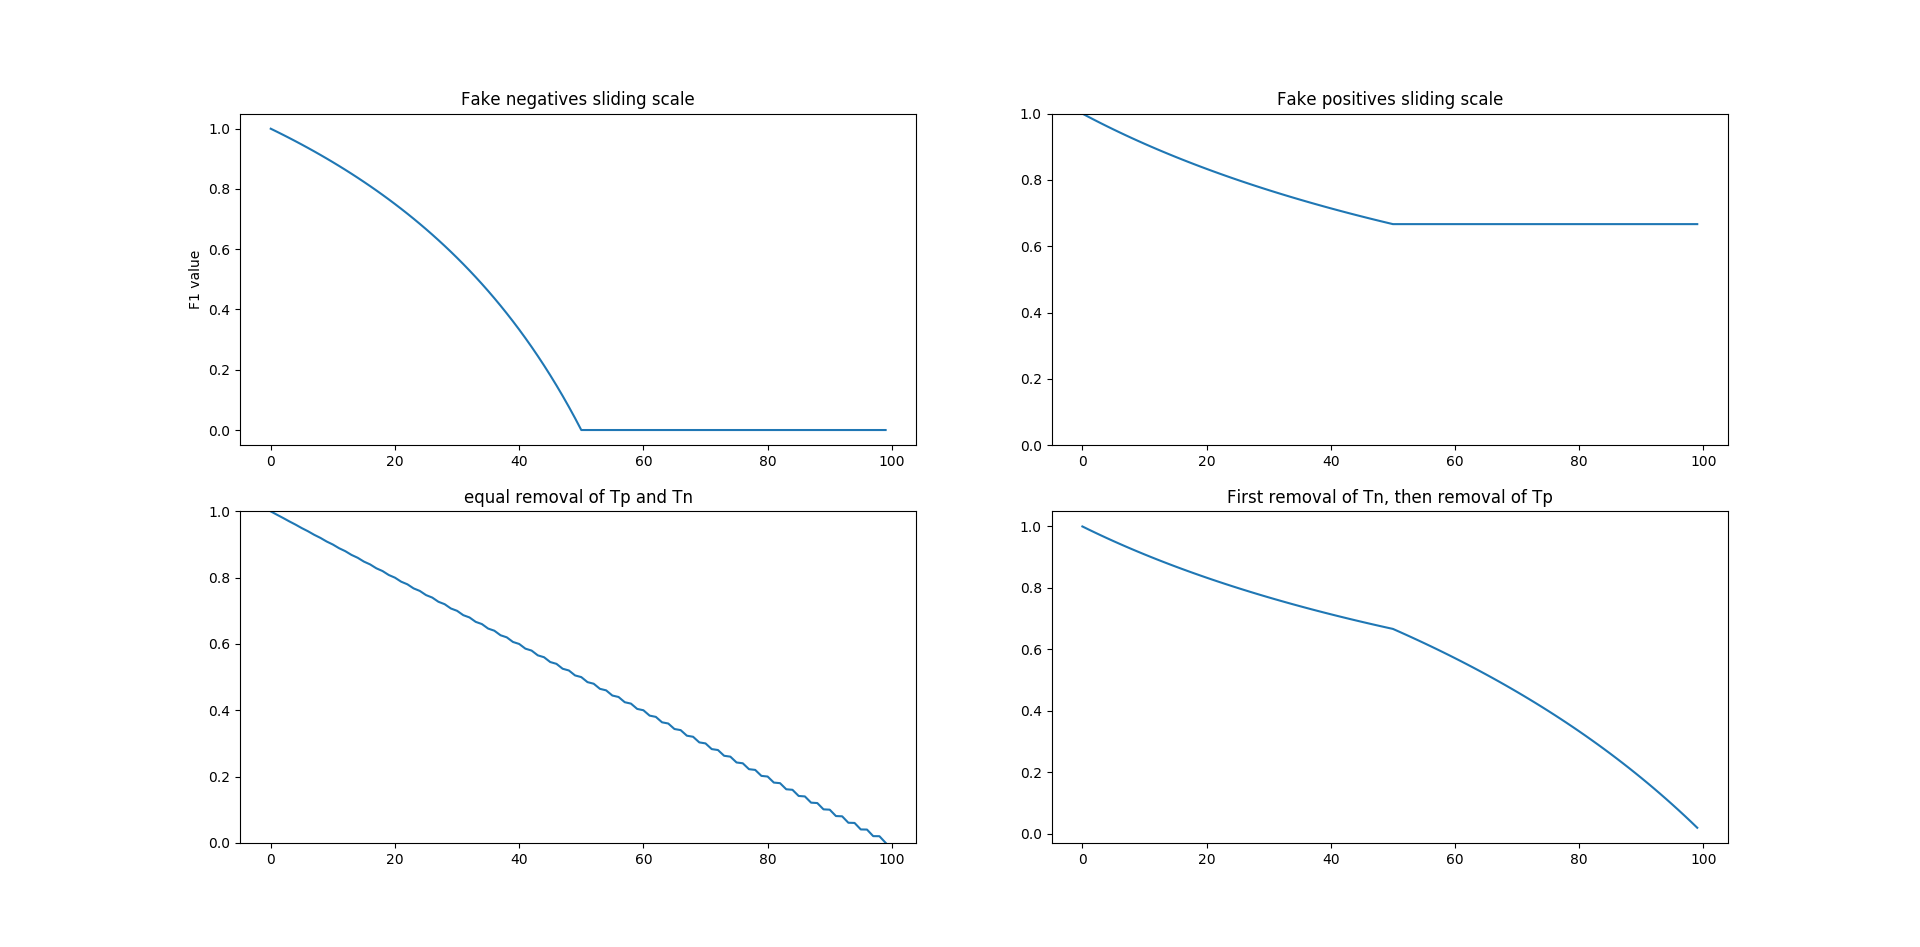 Fake negatives sliding scale
1.0
0.8
0.6
0.4
0.2
0.0
F1 value
0 20 40 60 80 100
Fake positives sliding scale
1.0
0.8
0.6
0.4
0.2
0.0
0 20 40 60 80 100
equal removal of Tp and Tn
1.0
0.8
0.6
0.4
0.2
0.0
0 20 40 60 80 100
First removal of Tn, then removal of Tp
1.0
0.8
0.6
0.4
0.2
0.0
0 20 40 60 80 100